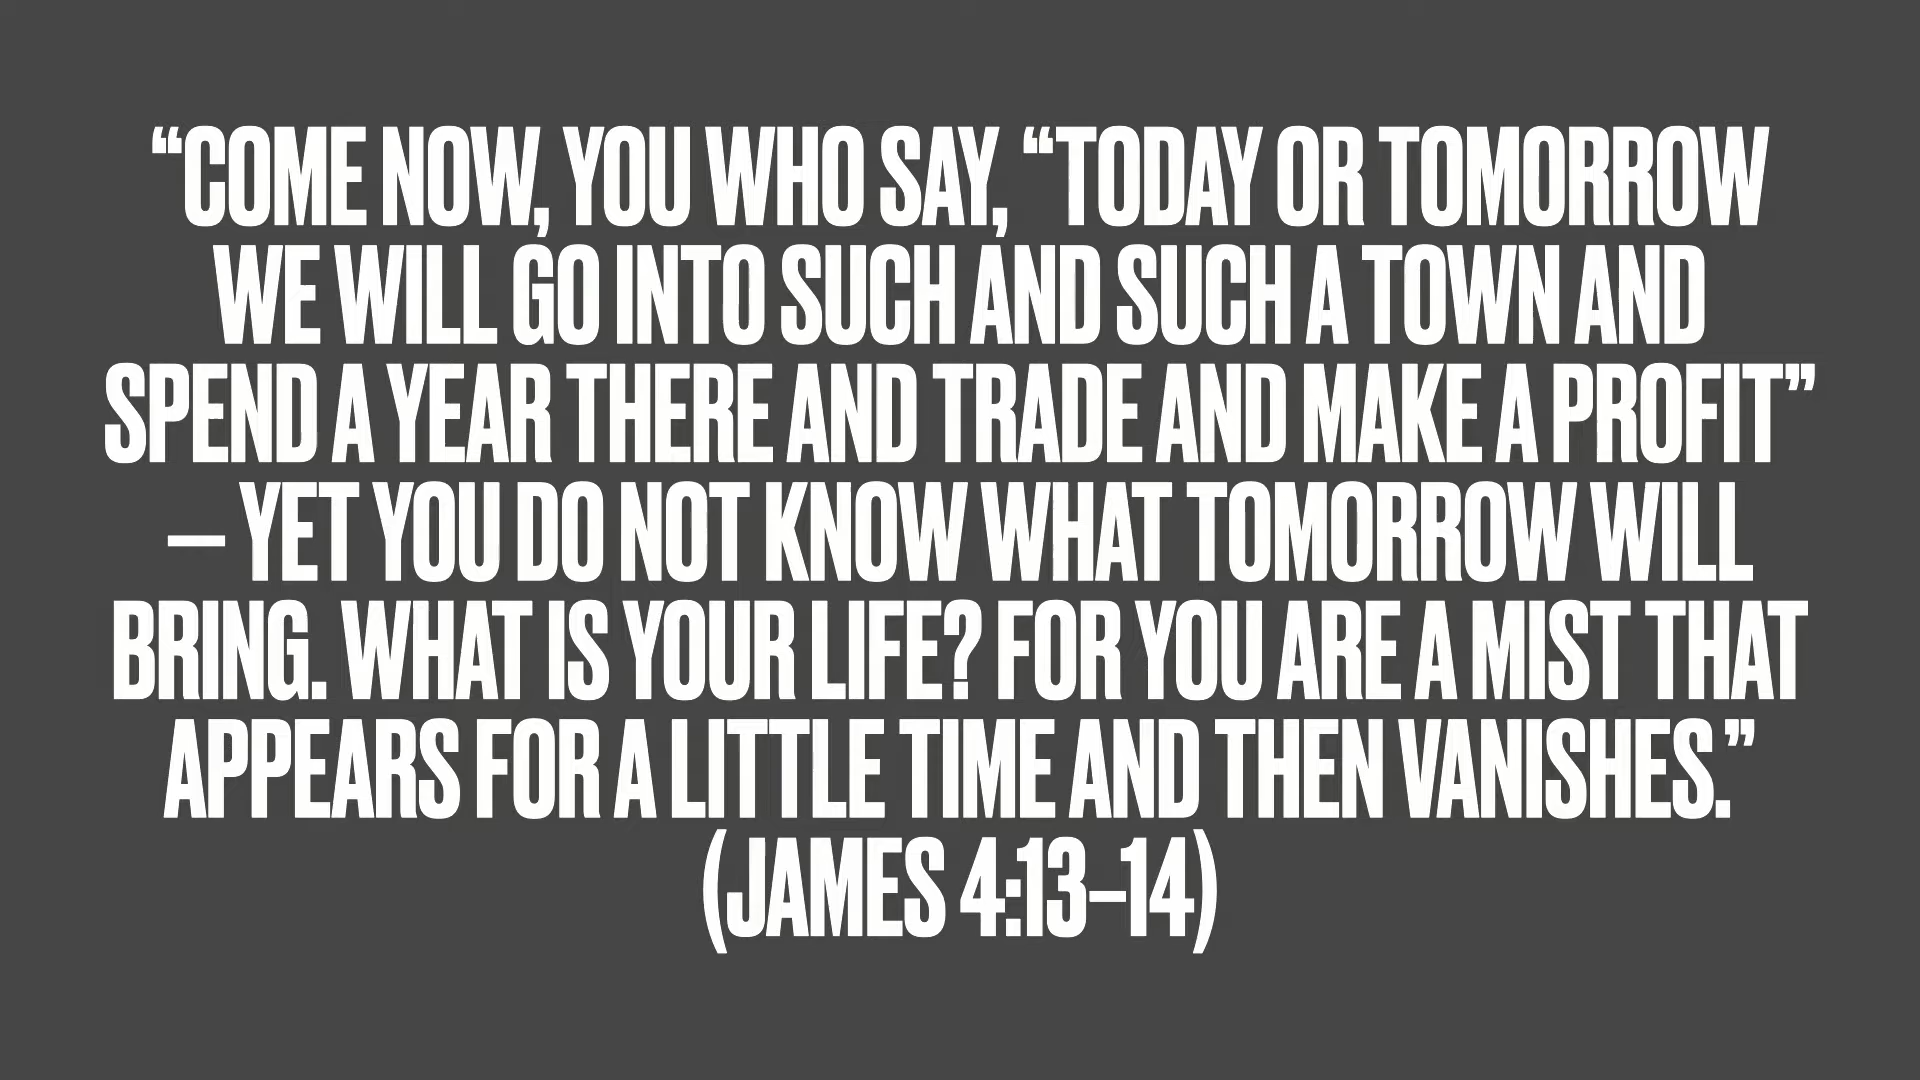 “COME NOW, YOU WHO SAY, “TODAY OR TOMORROW
WE WILL GO INTO SUCH AND SUCH A TOWN AND
SPEND A YEAR THERE AND TRADE AND MAKE A PROFIT”
— YET YOU DO NOT KNOW WHAT TOMORROW WILL
BRING. WHAT IS YOUR LIFE? FOR YOU ARE A MIST THAT
APPEARS FOR A LITTLE TIME AND THEN VANISHES.”
(JAMES 4:13–14)